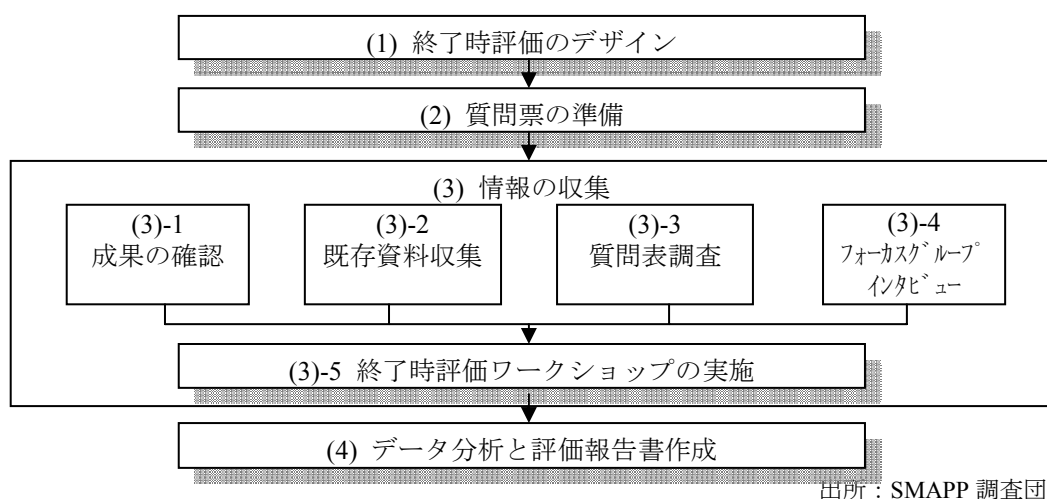 (1) 終了時評価のデザイン
(2) 質問票の準備
(3) 情報の収集
(3)-1
成果の確認
(3)-2
既存資料収集
(3)-3
質問表調査
(3)-4
ﾌｫｰｶｽｸﾞﾙｰﾌﾟ
ｲﾝﾀﾋﾞｭｰ
(3)-5 終了時評価ワークショップの実施
(4) データ分析と評価報告書作成
出所：SMAPP 調査団